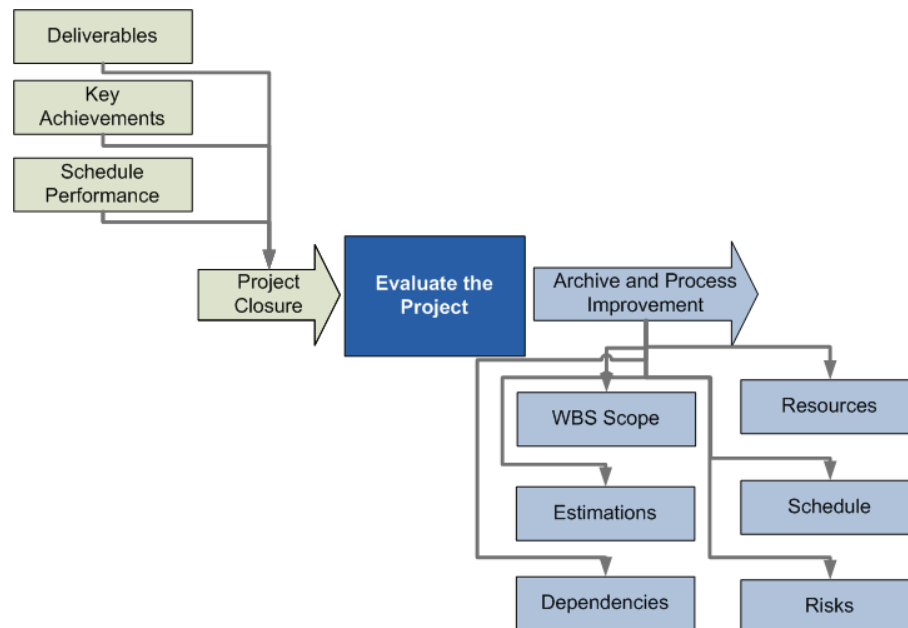 Deliverables
Key
Achievements
Schedule
Performance
Project
Closure
Evaluate the
Project
Archive and Process
Improvement
WBS Scope
Resources
Estimations
Schedule
Dependencies
Risks